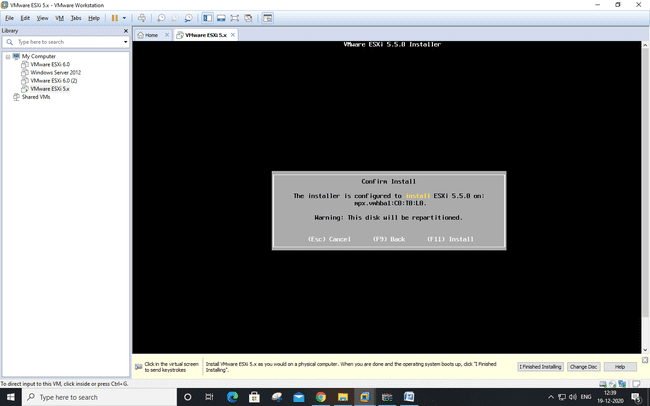 VMware ESXi 5.x - VMware Workstation
File Edit View VM Tabs Help
Library
Type here to search
My Computer
VMware ESXi 6.0
Windows Server 2012
VMware ESXi 6.0 (2)
VMware ESXi 5.x
Shared VMs
Home
VMware ESXi 5.x
VMware ESXi 5.5.0 Installer
Confirm Install
The installer is configured to install ESXi 5.5.0 on:
mpx.vmhba1:C0:T0:L0.
Warning: This disk will be repartitioned.
(Esc) Cancel (F9) Back (F11) Install
Click in the virtual screen
to send keystrokes
Install VMware ESXi 5.x as you would on a physical computer. When you are done and the operating system boots up, click "I Finished
Installing".
I Finished Installing Change Disc Help
To direct input to this VM, click inside or press Ctrl+G.
Type here to search
ENG
12:39
19-12-2020